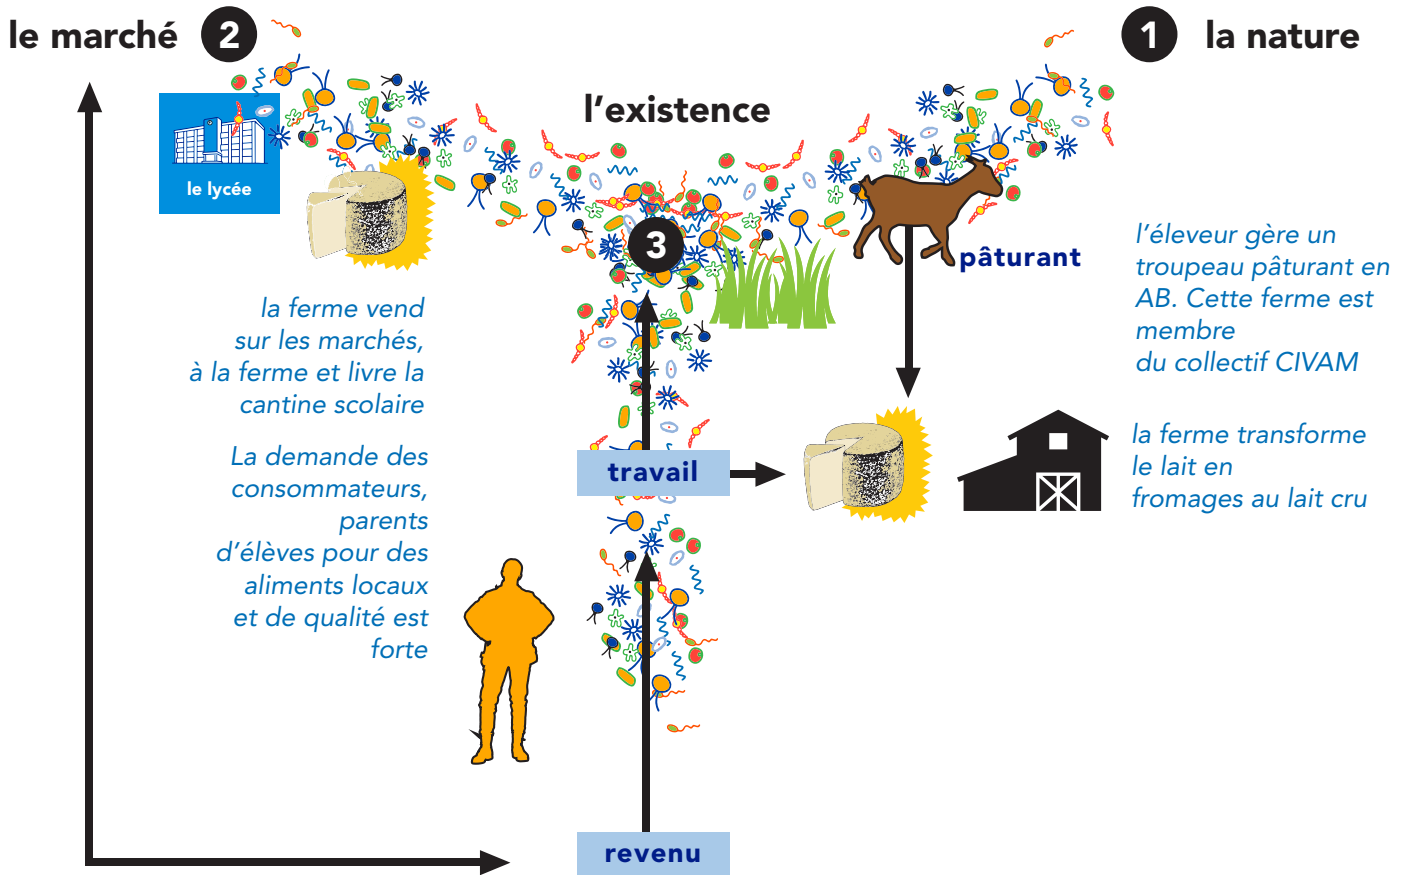 le marché 2
1 la nature
l'existence
le lycée
3
pâturant
l'éleveur gère un
troupeau pâturant en
AB. Cette ferme est
membre
du collectif CIVAM
la ferme vend
sur les marchés,
à la ferme et livre la
cantine scolaire
la ferme transforme
le lait en
fromages au lait cru
La demande des
consommateurs,
parents
d'élèves pour des
aliments locaux
et de qualité est
forte
travail
revenu